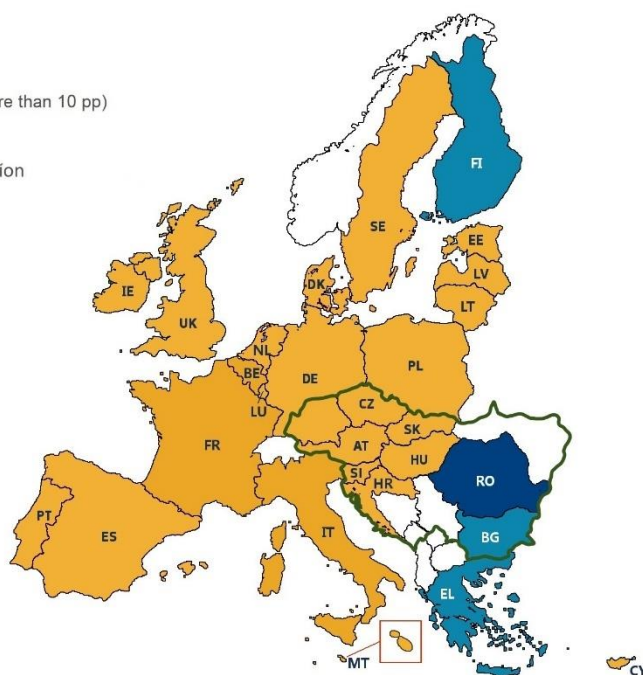 re than 10 pp)
íon
FI
SE
EE
LV
LT
DK
IE
UK
NL
BE
DE
PL
LU
CZ
SK
AT
FR
HU
SI
HR
RO
PT
ES
IT
BG
EL
MT
CY